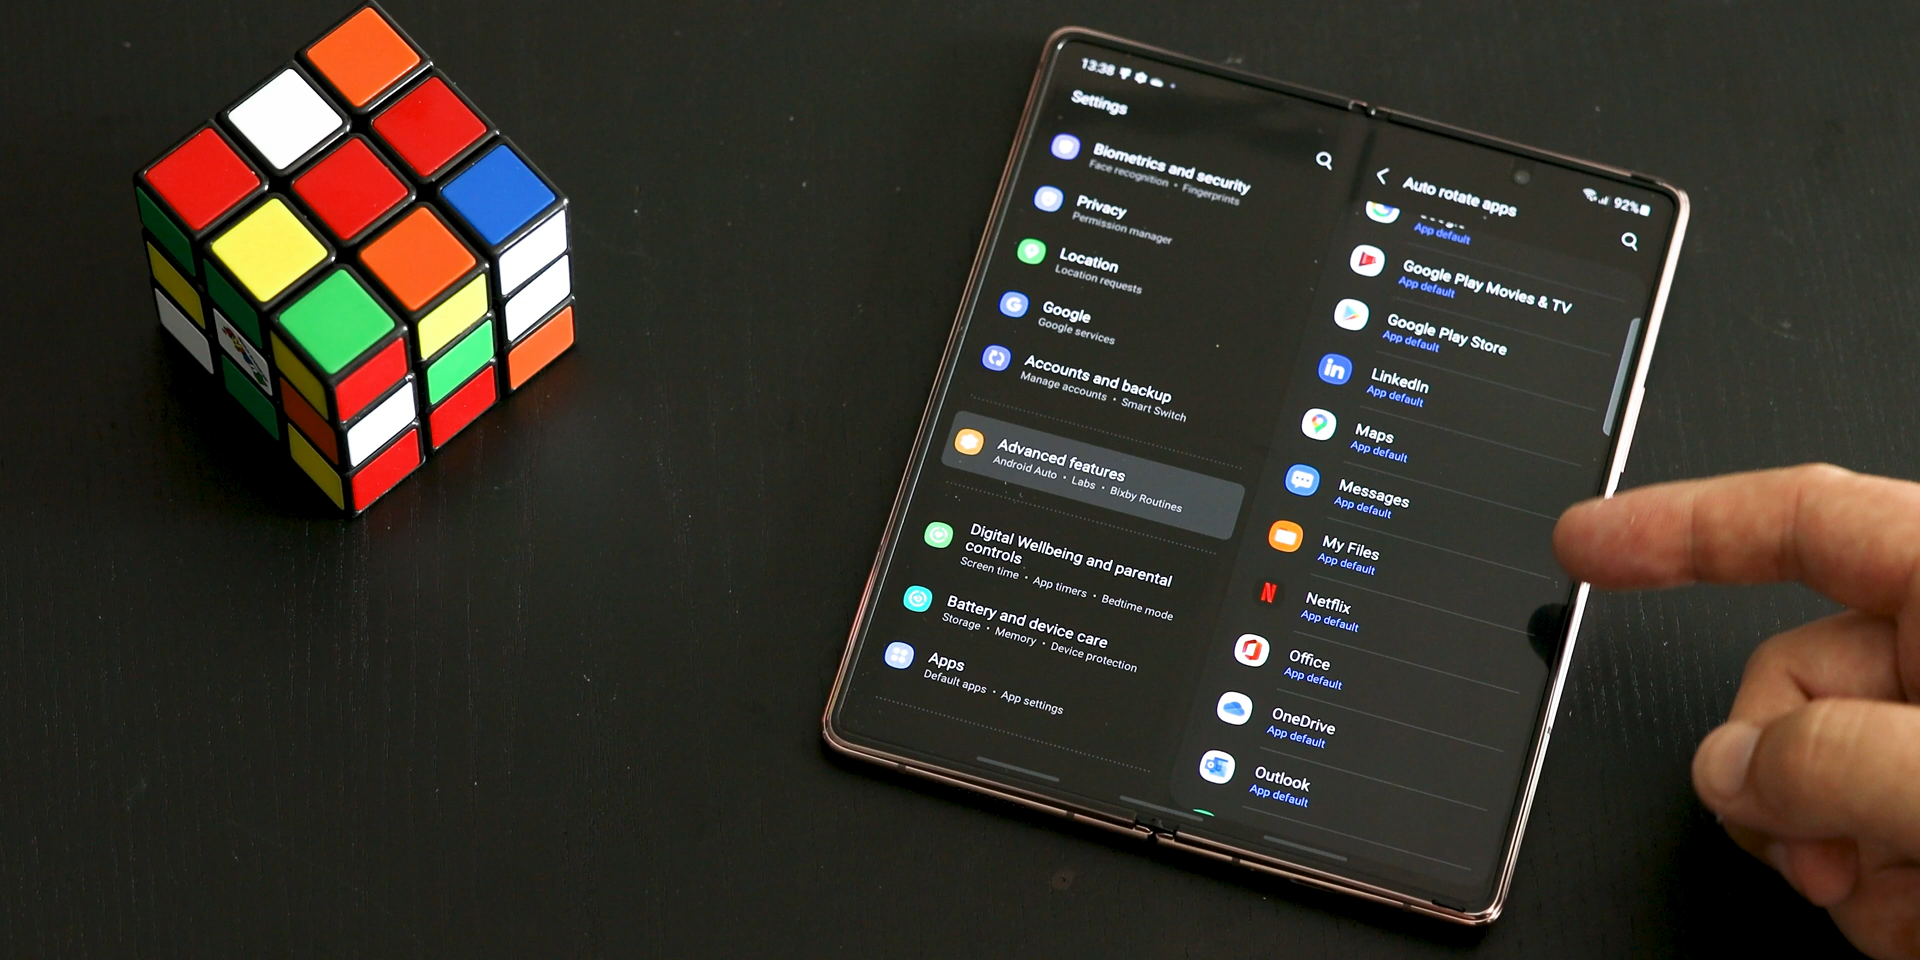 13:38
Settings
Biometrics and security
Face recognition • Fingerprints
Privacy
Permission manager
Location
Location requests
Google
Google services
Accounts and backup
Manage accounts • Smart Switch
Advanced features
Android Auto • Labs • Bixby Routines
Digital Wellbeing and parental
controls
Screen time • App timers • Bedtime mode
Battery and device care
Storage • Memory • Device protection
Apps
Default apps • App settings
92%
Auto rotate apps
App default
Google Play Movies & TV
App default
Google Play Store
App default
in
LinkedIn
App default
Maps
App default
Messages
App default
My Files
App default
N
Netflix
App default
Office
App default
OneDrive
App default
Outlook
App default